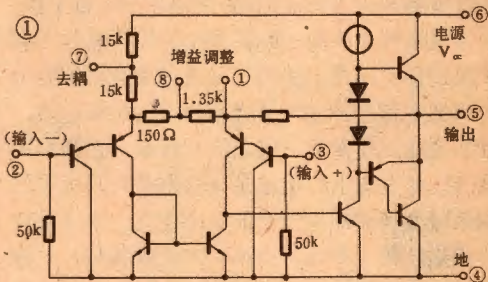 ①
15k
⑦
去耦
15k
增益调整
⑧
①
1.35k
150Ω
⑥
电源
V∝
⑤
输出
(输入一)
②
③
(输入+)
50k
50k
地
④